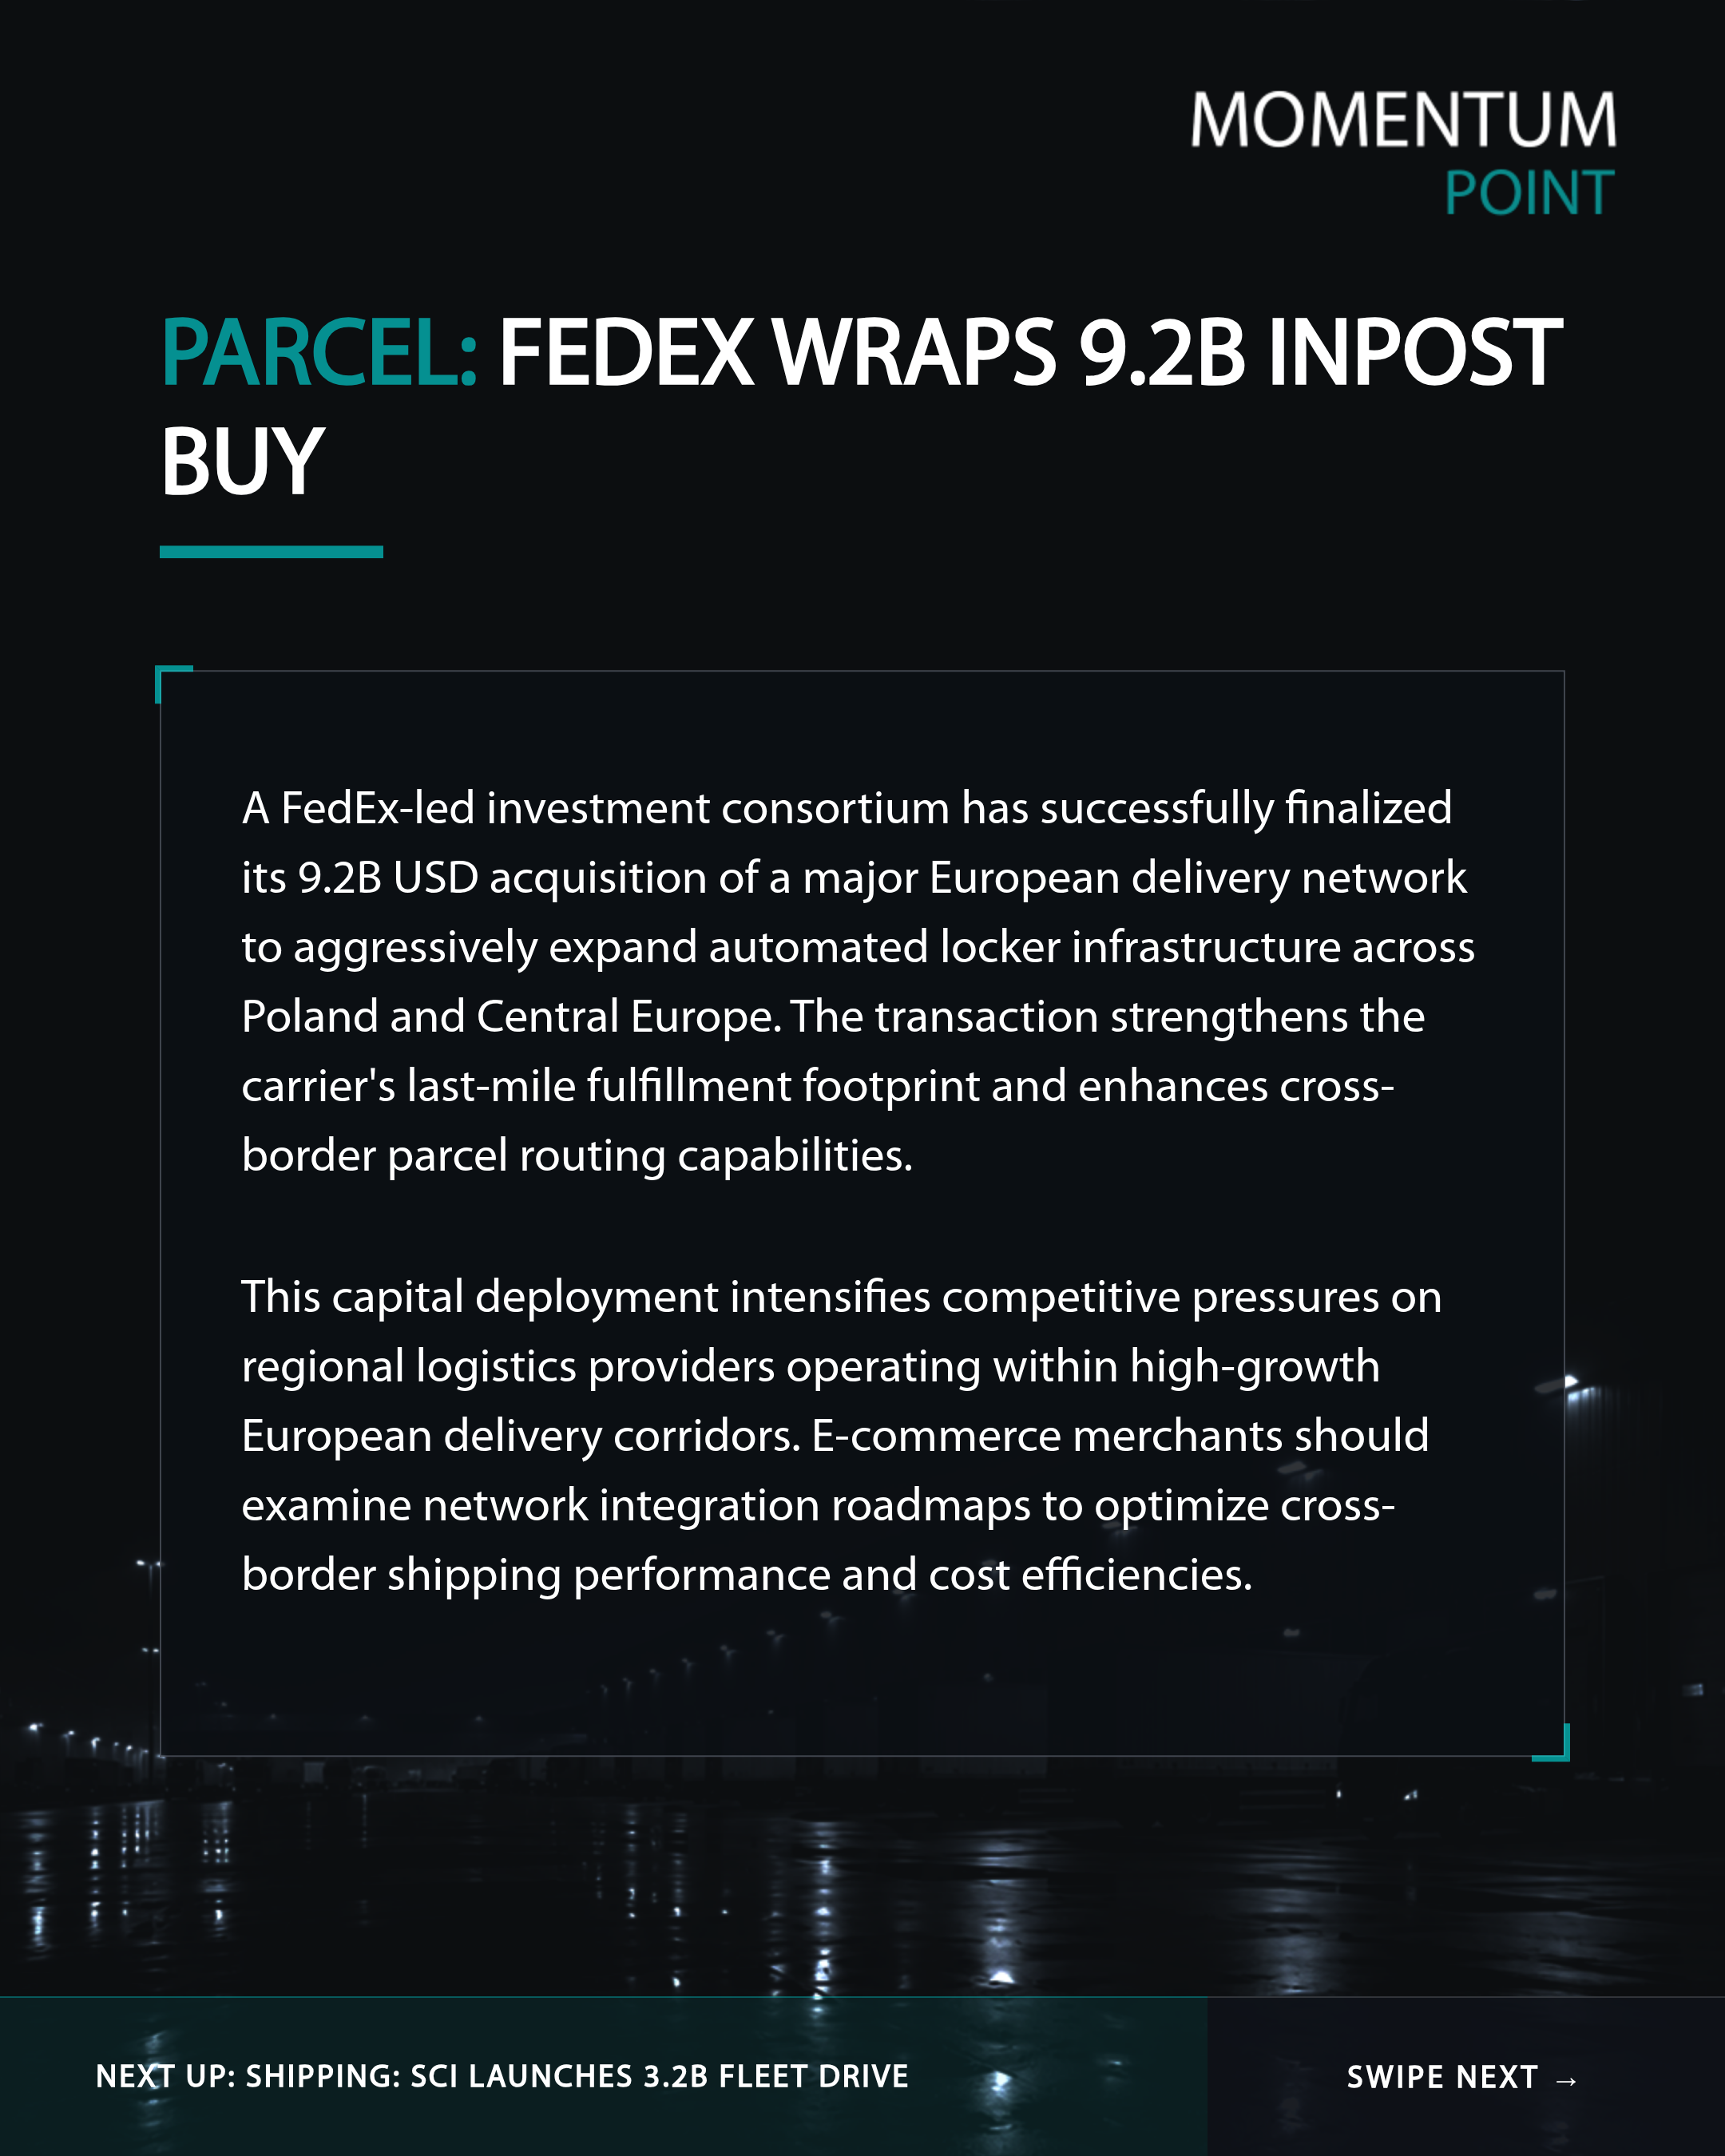 MOMENTUM
POINT
PARCEL: FEDEX WRAPS 9.2B INPOST
BUY
A FedEx-led investment consortium has successfully finalized
its 9.2B USD acquisition of a major European delivery network
to aggressively expand automated locker infrastructure across
Poland and Central Europe. The transaction strengthens the
carrier's last-mile fulfillment footprint and enhances cross-
border parcel routing capabilities.
This capital deployment intensifies competitive pressures on
regional logistics providers operating within high-growth
European delivery corridors. E-commerce merchants should
examine network integration roadmaps to optimize cross-
border shipping performance and cost efficiencies.
NEXT UP: SHIPPING: SCI LAUNCHES 3.2B FLEET DRIVE
SWIPE NEXT →